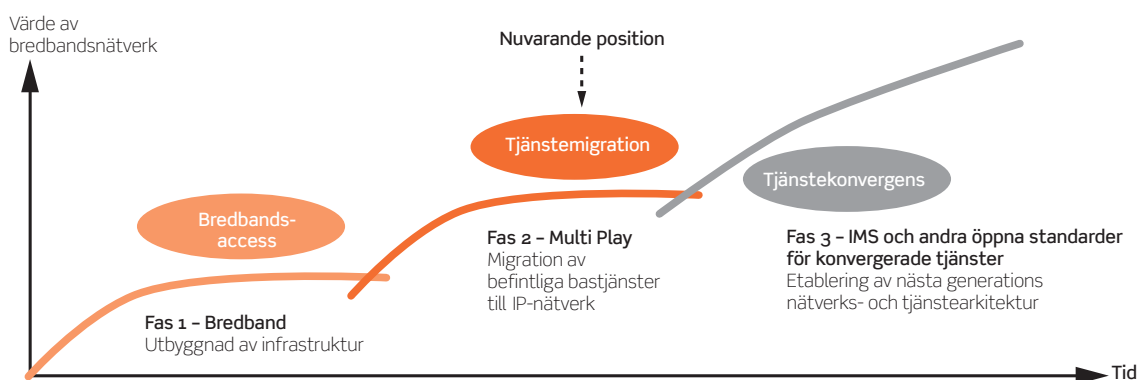 Värde av
bredbandsnätverk
Nuvarande position
Tjänstemigration
Tjänstekonvergens
Bredbands-
access
Fas 1 – Bredband
Utbyggnad av infrastruktur
Fas 2 – Multi Play
Migration av
befintliga bastjänster
till IP-nätverk
Fas 3 – IMS och andra öppna standarder
för konvergerade tjänster
Etablering av nästa generations
nätverks- och tjänstearkitektur
Tid